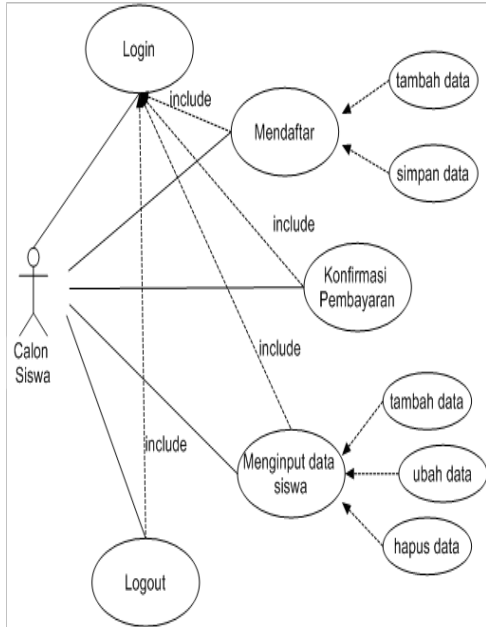 Login
include
tambah data
Mendaftar
simpan data
include
Konfirmasi
Pembayaran
Calon
Siswa
include
tambah data
include
Menginput data
siswa
ubah data
hapus data
Logout